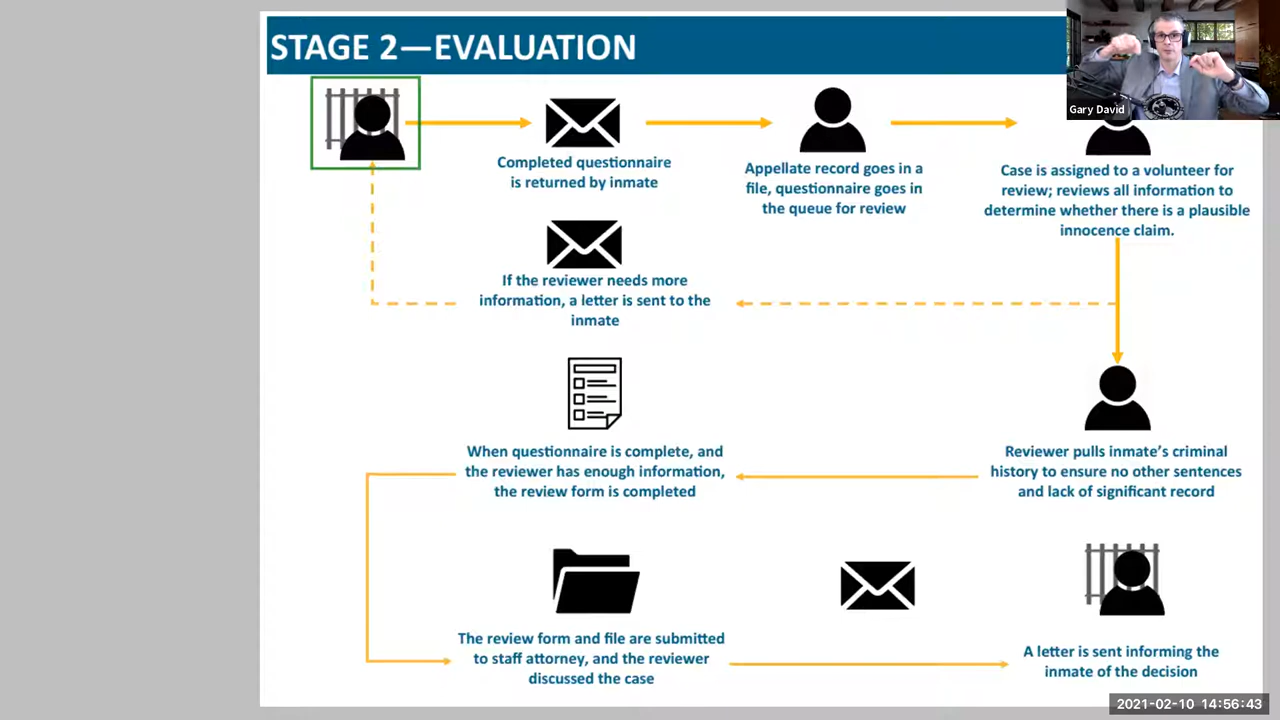 STAGE 2—EVALUATION
Gary David
Completed questionnaire
is returned by inmate
Appellate record goes in a
file, questionnaire goes in
the queue for review
Case is assigned to a volunteer for
review; reviews all information to
determine whether there is a plausible
innocence claim.
If the reviewer needs more
information, a letter is sent to the
inmate
When questionnaire is complete, and
the reviewer has enough information,
the review form is completed
Reviewer pulls inmate's criminal
history to ensure no other sentences
and lack of significant record
The review form and file are submitted
to staff attorney, and the reviewer
discussed the case
A letter is sent informing the
inmate of the decision
2021-02-10 14:56:43